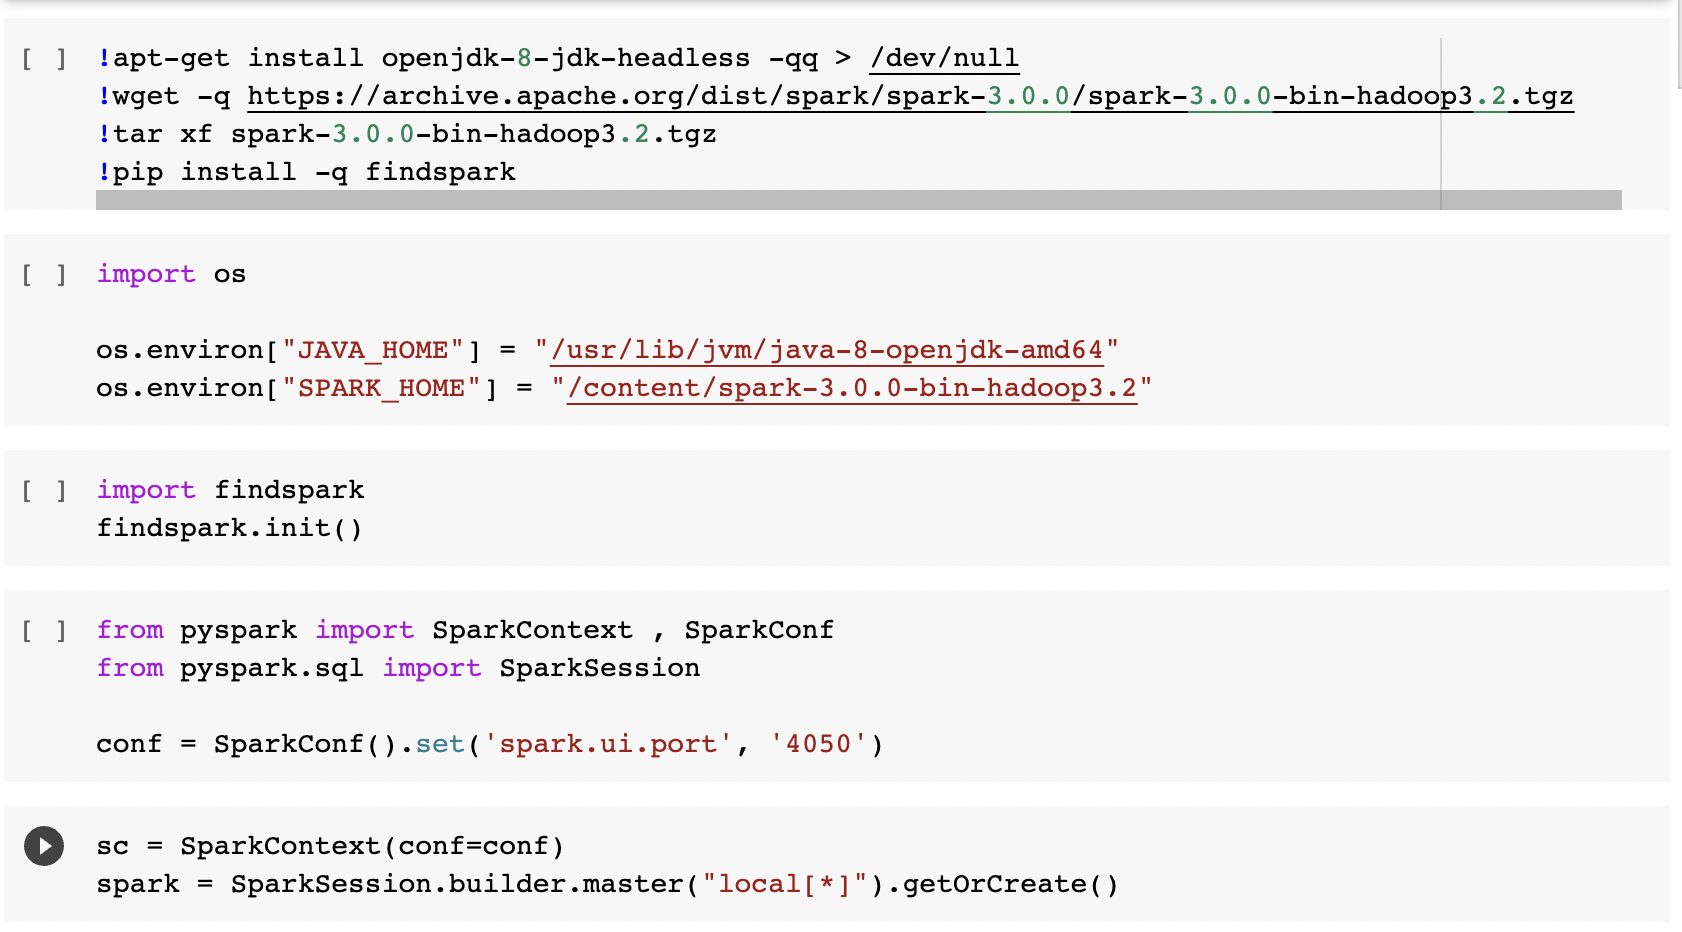 [ ] !apt-get install openjdk-8-jdk-headless -qq > /dev/null
!wget -q https://archive.apache.org/dist/spark/spark-3.0.0/spark-3.0.0-bin-hadoop3.2.tgz
!tar xf spark-3.0.0-bin-hadoop3.2.tgz
!pip install -q findspark
[ ] import os
os.environ["JAVA_HOME"] = "/usr/lib/jvm/java-8-openjdk-amd64"
os.environ["SPARK_HOME"] = "/content/spark-3.0.0-bin-hadoop3.2"
[ ] import findspark
findspark.init()
[ ] from pyspark import SparkContext , SparkConf
from pyspark.sql import SparkSession
conf = SparkConf().set('spark.ui.port', '4050')
sc = SparkContext(conf=conf)
spark = SparkSession.builder.master("local[*]").getOrCreate()